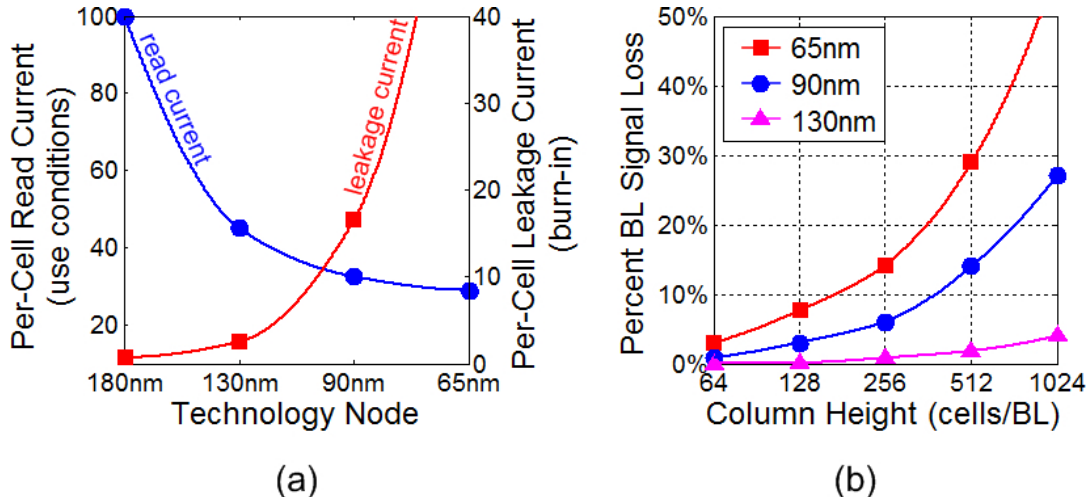 Per-Cell Read Current
(use conditions)
100
80
60
40
20
read current
leakage current
40
30
20
10
0
Per-Cell Leakage Current
(burn-in)
180nm 130nm 90nm 65nm
Technology Node
(a)
Percent BL Signal Loss
50%
40%
30%
20%
10%
0%
65nm
90nm
130nm
64 128 256 512 1024
Column Height (cells/BL)
(b)